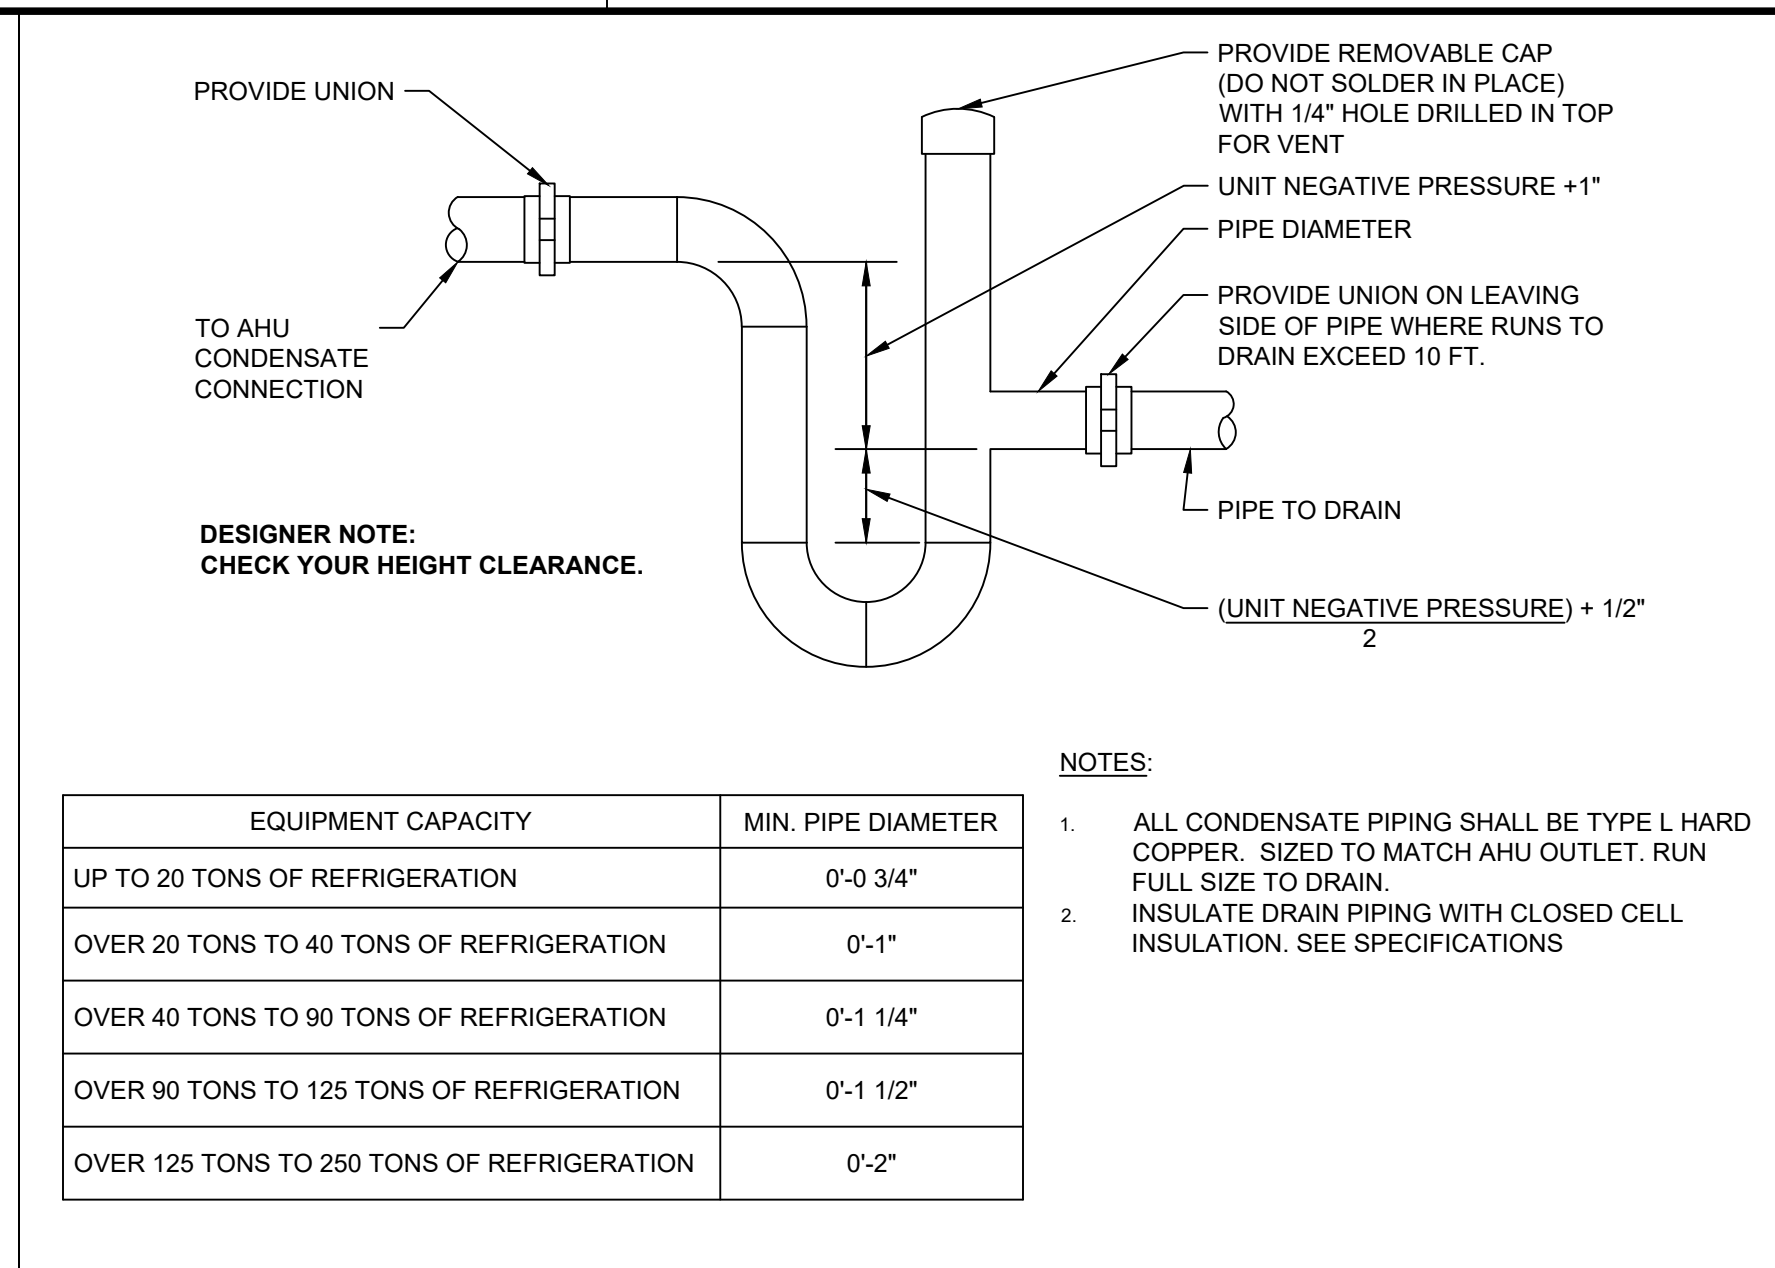 PROVIDE UNION
TO AHU
CONDENSATE
CONNECTION
DESIGNER NOTE:
CHECK YOUR HEIGHT CLEARANCE.
PROVIDE REMOVABLE CAP
(DO NOT SOLDER IN PLACE)
WITH 1/4" HOLE DRILLED IN TOP
FOR VENT
UNIT NEGATIVE PRESSURE +1"
PIPE DIAMETER
PROVIDE UNION ON LEAVING
SIDE OF PIPE WHERE RUNS TO
DRAIN EXCEED 10 FT.
PIPE TO DRAIN
(UNIT NEGATIVE PRESSURE) + 1/2"
2
EQUIPMENT CAPACITY MIN. PIPE DIAMETER
UP TO 20 TONS OF REFRIGERATION 0'-0 3/4"
OVER 20 TONS TO 40 TONS OF REFRIGERATION 0'-1"
OVER 40 TONS TO 90 TONS OF REFRIGERATION 0'-1 1/4"
OVER 90 TONS TO 125 TONS OF REFRIGERATION 0'-1 1/2"
OVER 125 TONS TO 250 TONS OF REFRIGERATION 0'-2"
NOTES:
1. ALL CONDENSATE PIPING SHALL BE TYPE L HARD
COPPER. SIZED TO MATCH AHU OUTLET. RUN
FULL SIZE TO DRAIN.
2. INSULATE DRAIN PIPING WITH CLOSED CELL
INSULATION. SEE SPECIFICATIONS